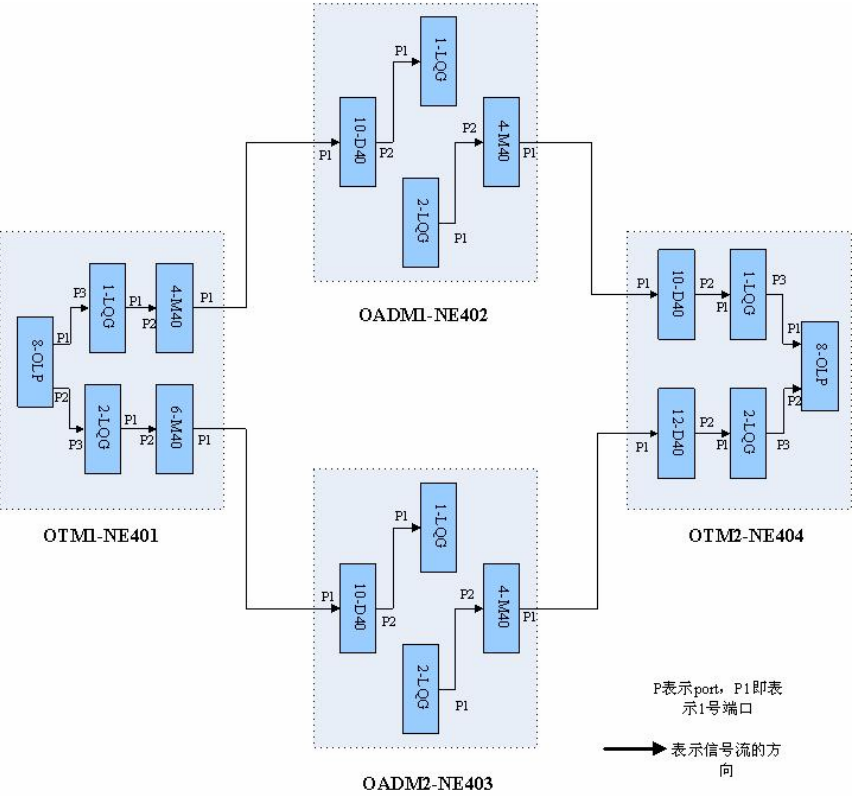 P1
1-LQG
10-D40
P1
P2
P2
4-M40
P1
2-LQG
P1
OADM1-NE402
8-OLP
P1
P2
P3
1-LQG
P1
P2
4-M40
P1
P3
2-LQG
P1
P2
6-M40
P1
OTM1-NE401
P1
10-D40
P2
P1
1-LQG
P3
P1
8-OLP
P2
P1
12-D40
P2
P1
2-LQG
P3
OTM2-NE404
P1
1-LQG
10-D40
P1
P2
P2
4-M40
P1
2-LQG
P1
OADM2-NE403
P表示port，P1即表
示1号端口
表示信号流的方
向